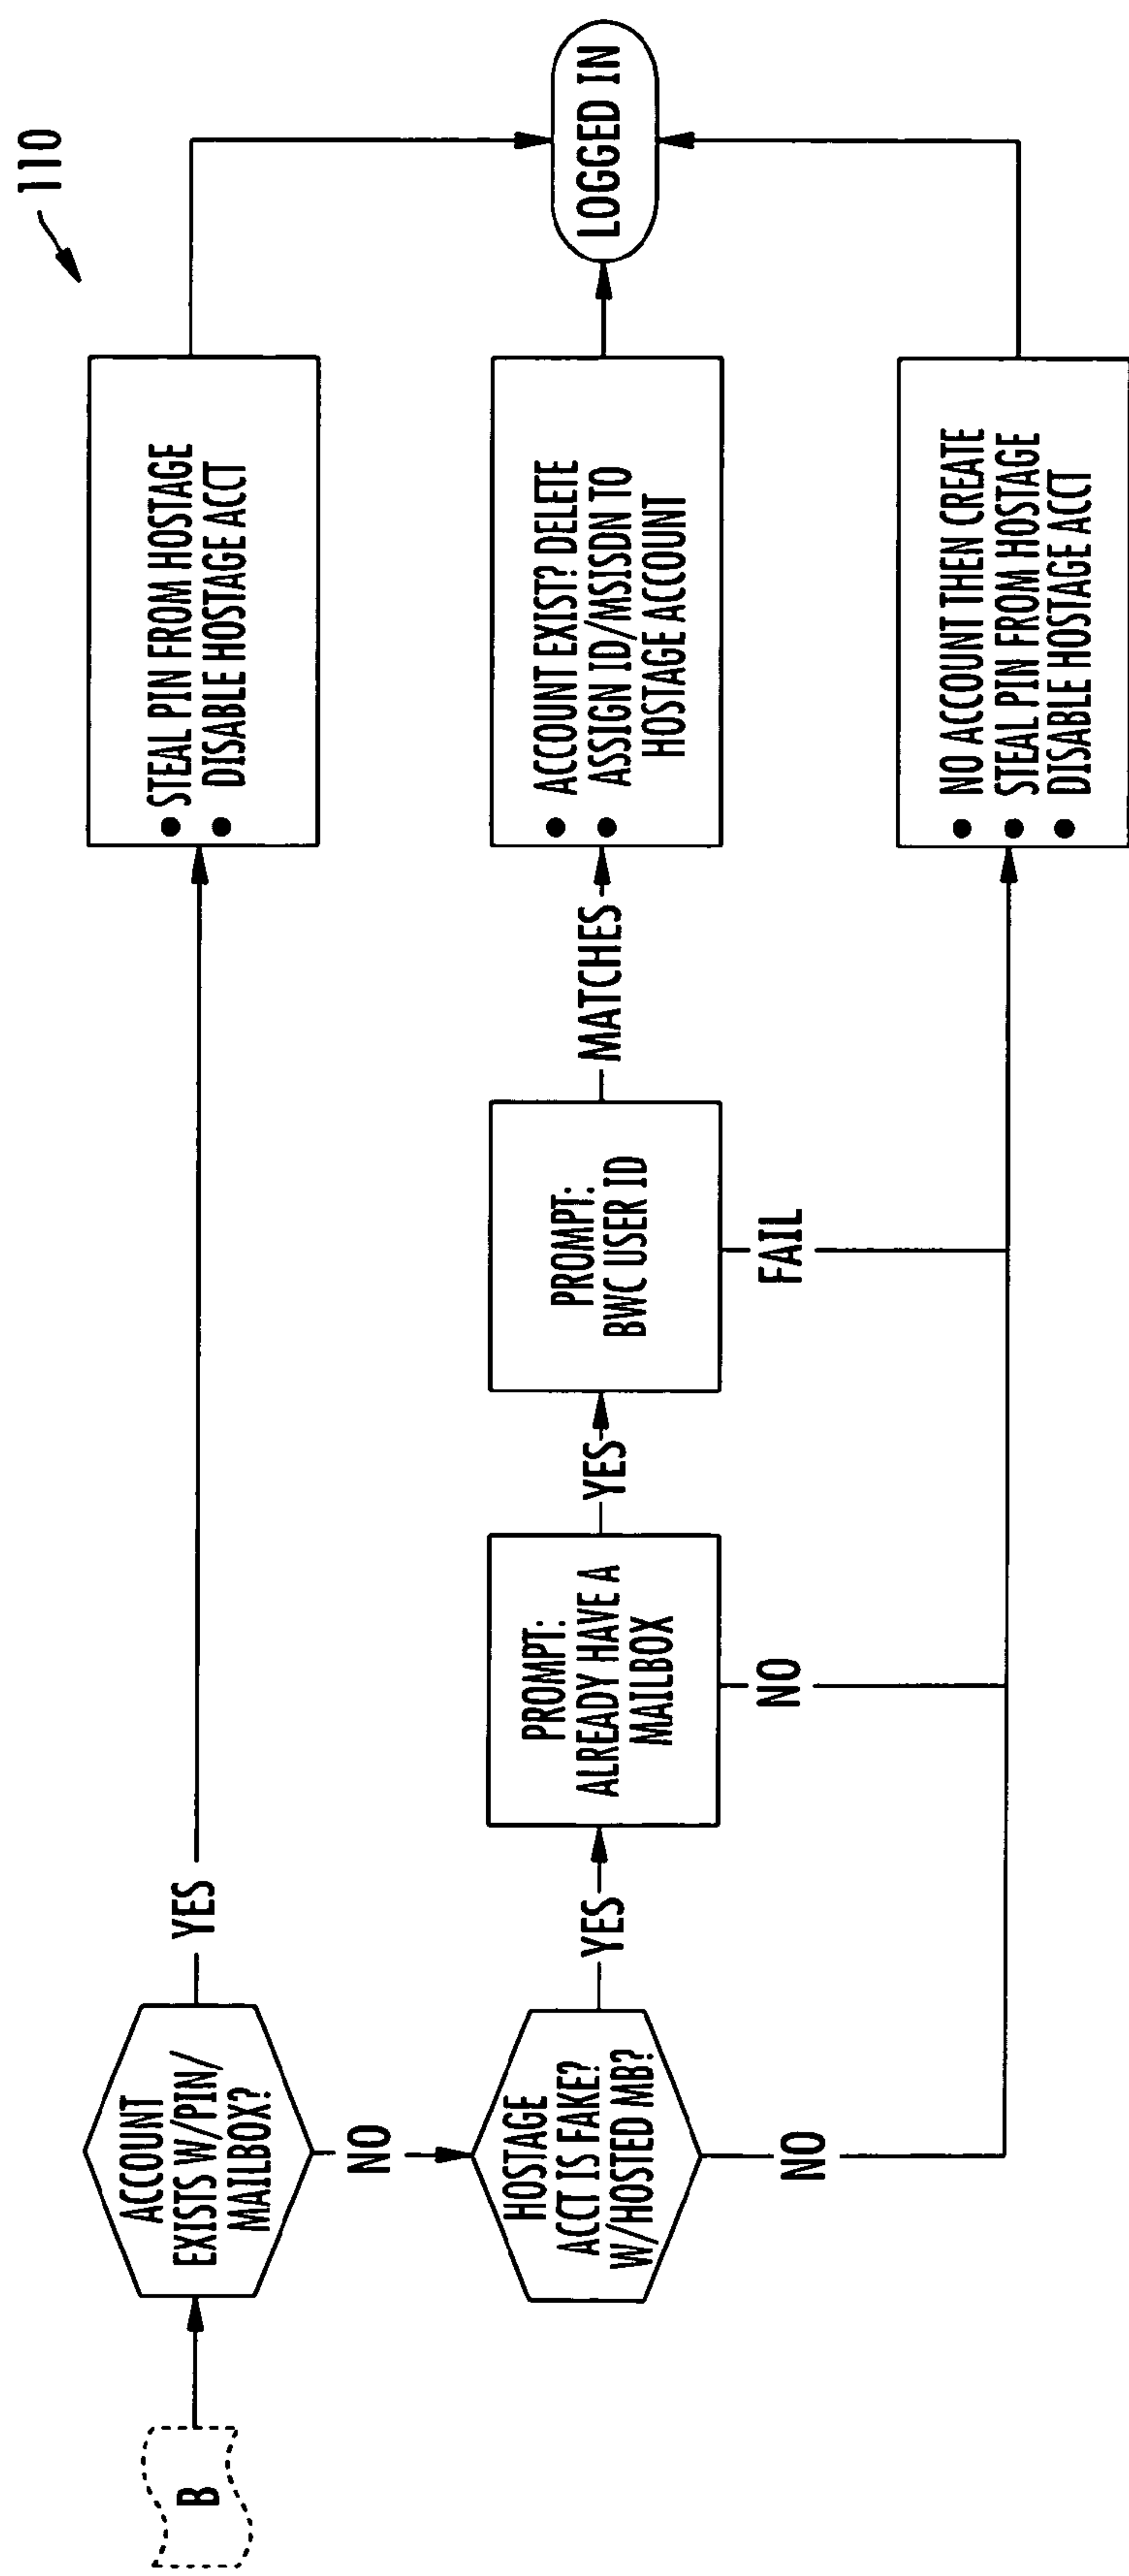 110
B
ACCOUNT
EXISTS W/PIN/
MAILBOX?
YES
• STEAL PIN FROM HOSTAGE
• DISABLE HOSTAGE ACCT
NO
HOSTAGE
ACCT IS FAKE?
W/HOSTED MB?
YES
PROMPT:
ALREADY HAVE A
MAILBOX
YES
PROMPT:
BWC USER ID
MATCHES
• ACCOUNT EXIST? DELETE
• ASSIGN ID/MSISDN TO
HOSTAGE ACCOUNT
LOGGED IN
NO
NO
FAIL
• NO ACCOUNT THEN CREATE
• STEAL PIN FROM HOSTAGE
• DISABLE HOSTAGE ACCT